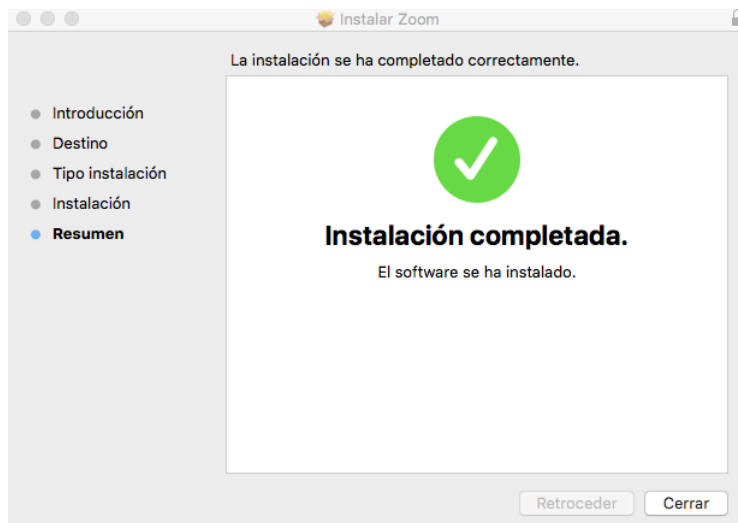 Instalar Zoom
La instalación se ha completado correctamente.
Introducción
Destino
Tipo instalación
Instalación
Resumen
Instalación completada.
El software se ha instalado.
Retroceder
Cerrar